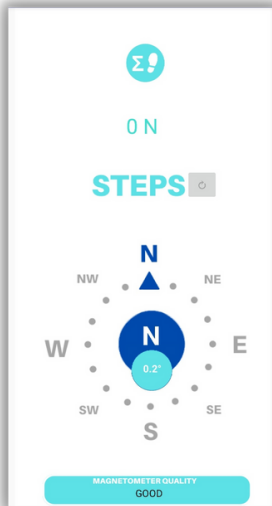 Σ
0 N
STEPS
N
NW NE
W N E
0.2°
SW SE
S
MAGNETOMETER QUALITY
GOOD